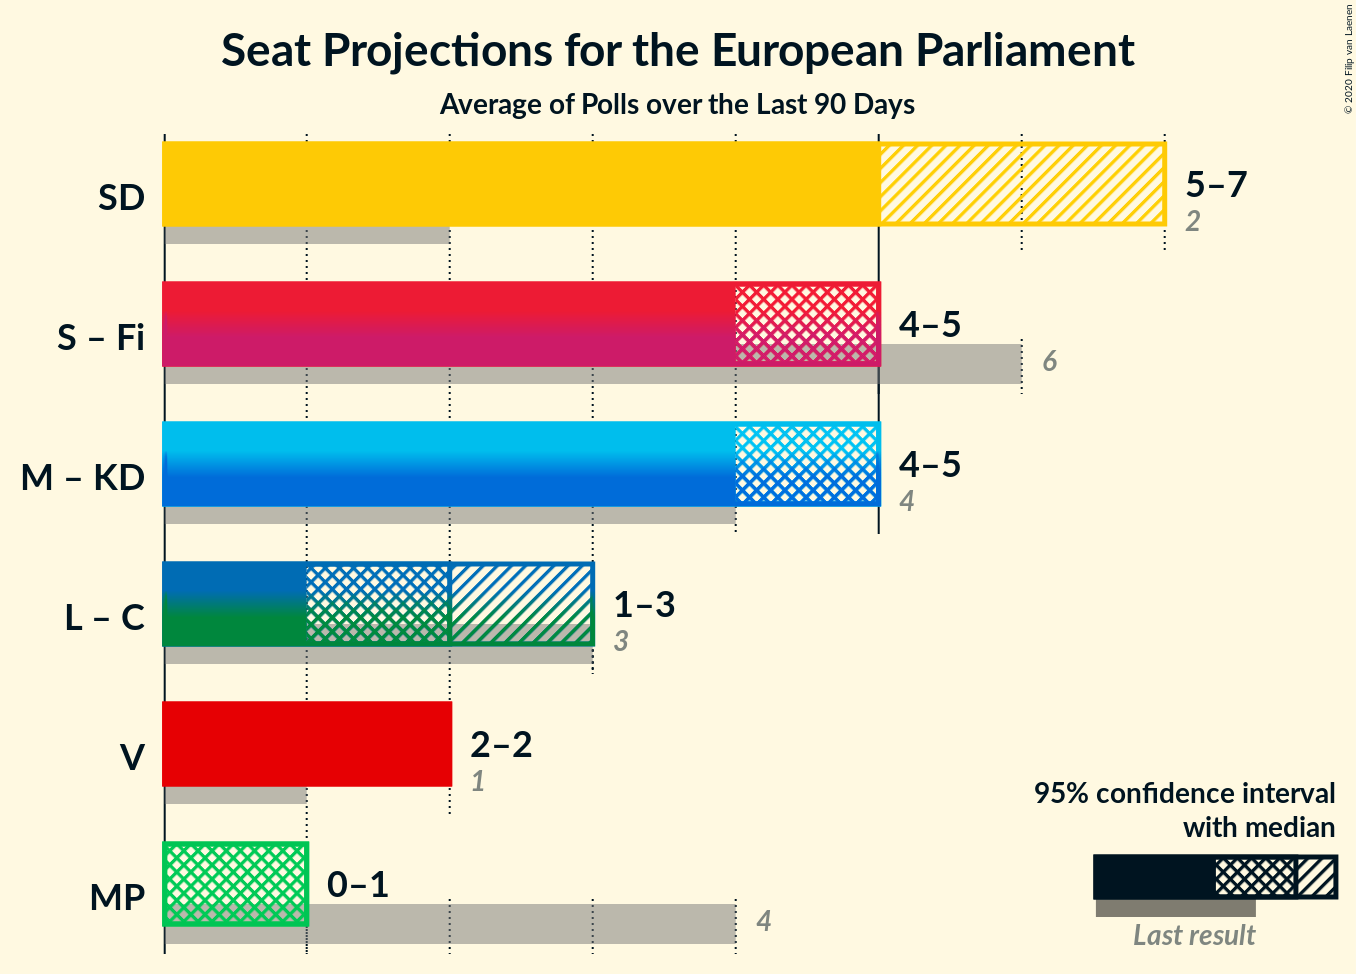 Seat Projections for the European Parliament
Average of Polls over the Last 90 Days
© 2020 Filip van Laenen
SD
5–7
2
S – Fi
4–5
6
M – KD
4–5
4
L – C
1–3
3
V
2–2
1
MP
0–1
4
95% confidence interval
with median
Last result